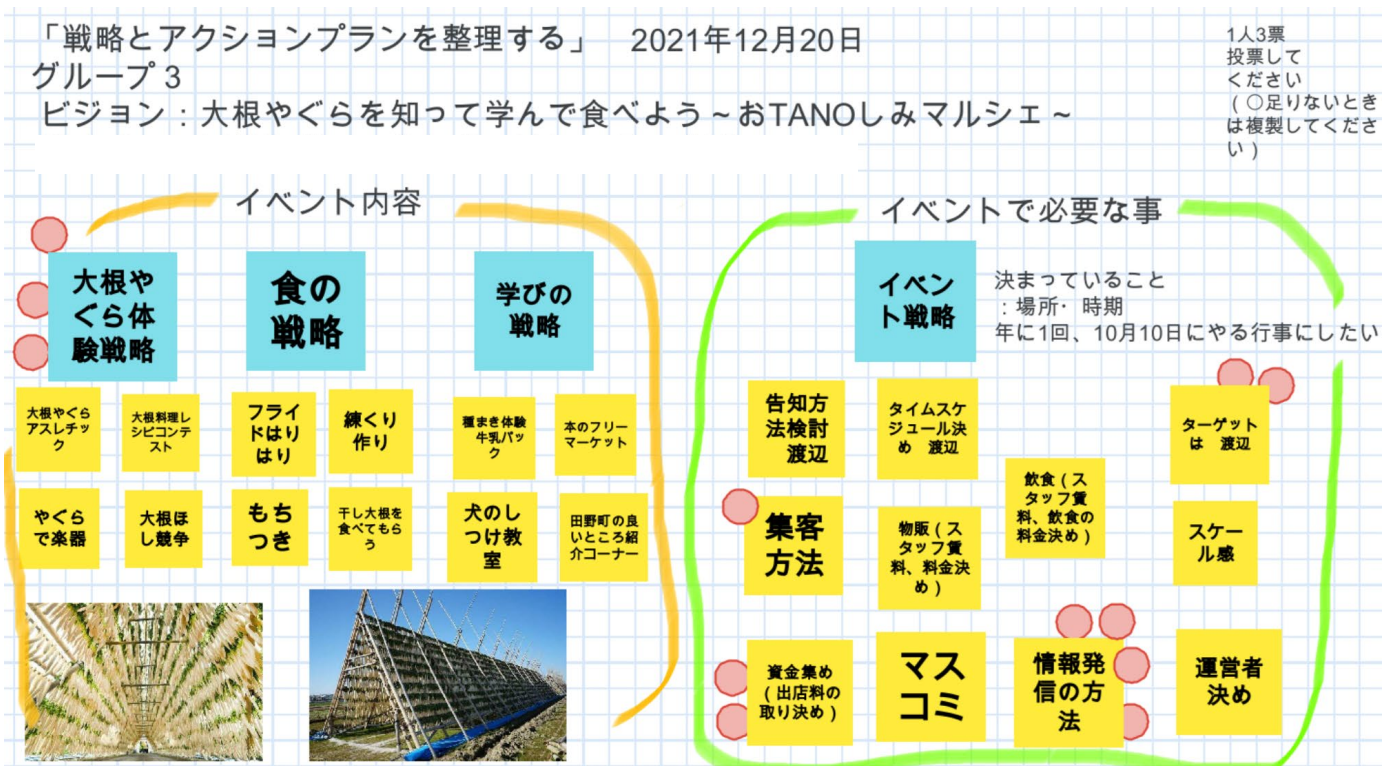 「戦略とアクションプランを整理する」　2021年12月20日
グループ３
ビジョン：大根やぐらを知って学んで食べよう～おTANOしみマルシェ～
1人3票
投票して
ください
（○足りないとき
は複製してくださ
い）
イベント内容
大根や
ぐら体
験戦略
食の
戦略
学びの
戦略
大根やぐら
アスレチッ
ク
大根料理レ
シピコンテ
スト
フライ
ドはり
はり
練くり
作り
種まき体験
牛乳パッ
ク
本のフリー
マーケット
やぐら
で楽器
大根ほ
し競争
もち
つき
干し大根を
食べてもら
う
犬のし
つけ教
室
田野町の良
いところ紹
介コーナー
イベントで必要な事
イベン
ト戦略
決まっていること
：場所・時期
年に1回、10月10日にやる行事にしたい
告知方
法検討
渡辺
タイムスケ
ジュール決
め　渡辺
ターゲット
は　渡辺
飲食（ス
タッフ賃
料、飲食の
料金決め）
集客
方法
物販（ス
タッフ賃
料、料金決
め）
スケー
ル感
資金集め
（出店料の
取り決め）
マス
コミ
情報発
信の方
法
運営者
決め